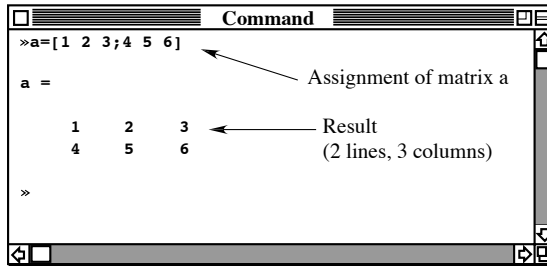 Command
»a=[1 2 3;4 5 6]
Assignment of matrix a
a =
1 2 3
Result
4 5 6
(2 lines, 3 columns)
»